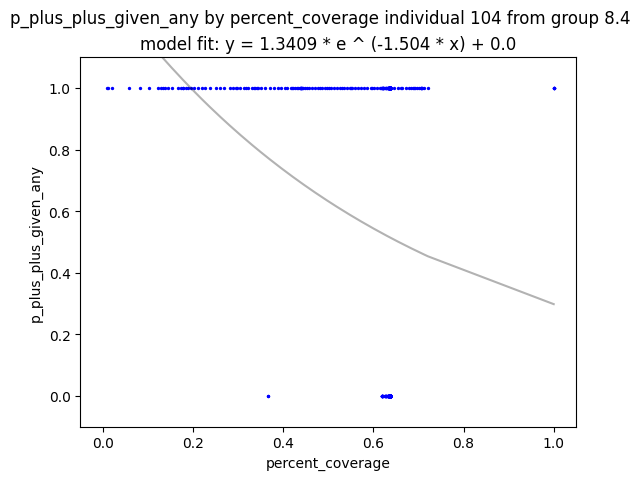 p_plus_plus_given_any by percent_coverage individual 104 from group 8.4
model fit: y = 1.3409 * e ^ (-1.504 * x) + 0.0
1.0
0.8
0.6
0.4
0.2
0.0
p_plus_plus_given_any
0.0 0.2 0.4 0.6 0.8 1.0
percent_coverage